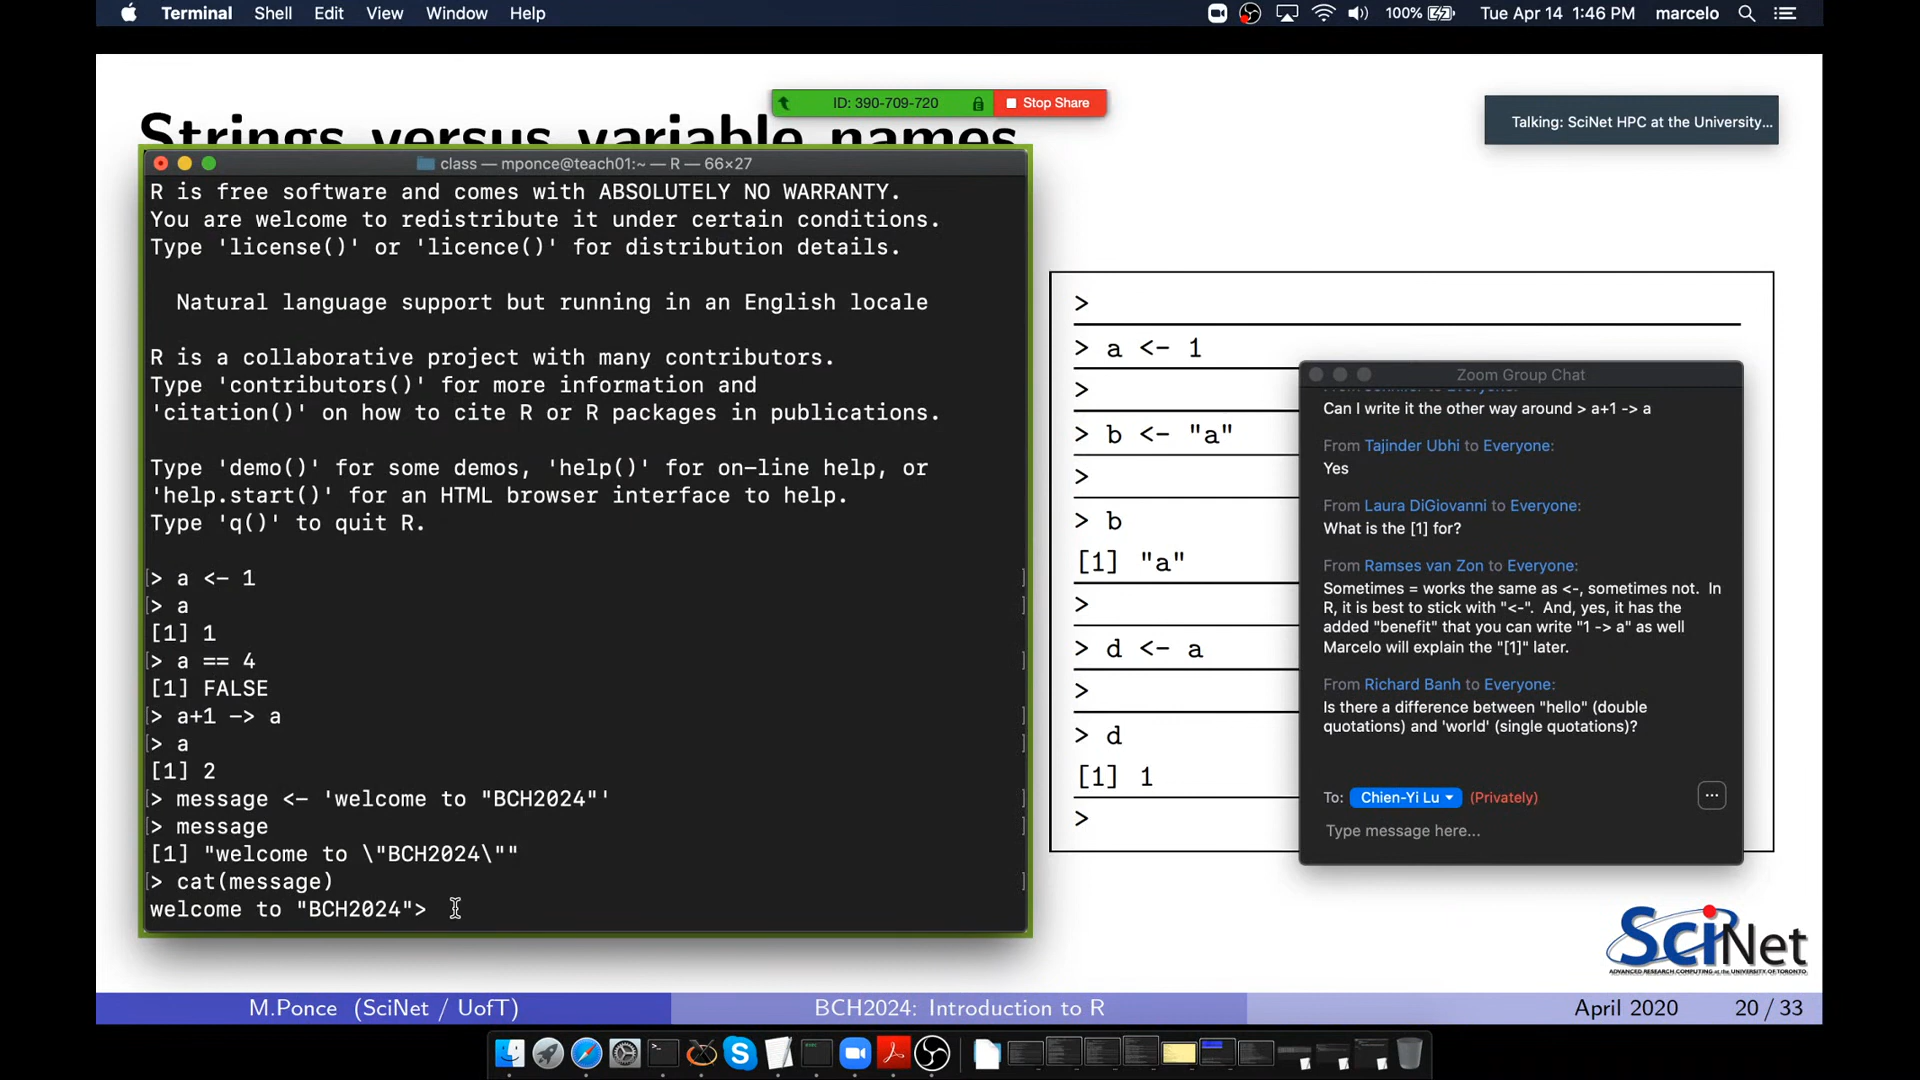 Terminal Shell Edit View Window Help 100% Tue Apr 14 1:46 PM marcelo
ID: 390-709-720 Stop Share
Talking: SciNet HPC at the University...
Strings versus variable names
class — mponce@teach01:~ — R — 66×27
R is free software and comes with ABSOLUTELY NO WARRANTY.
You are welcome to redistribute it under certain conditions.
Type 'license()' or 'licence()' for distribution details.
Natural language support but running in an English locale
R is a collaborative project with many contributors.
Type 'contributors()' for more information and
'citation()' on how to cite R or R packages in publications.
Type 'demo()' for some demos, 'help()' for on-line help, or
'help.start()' for an HTML browser interface to help.
Type 'q()' to quit R.
[> a <- 1 ]
[> a ]
[1] 1
[> a == 4 ]
[1] FALSE
[> a+1 -> a ]
[> a ]
[1] 2
[> message <- 'welcome to "BCH2024"' ]
[> message ]
[1] "welcome to \"BCH2024\""
[> cat(message) ]
welcome to "BCH2024">
>
> a <- 1
>
> b <- "a"
>
> b
[1] "a"
>
> d <- a
>
> d
[1] 1
>
Zoom Group Chat
Can I write it the other way around > a+1 -> a
From Tajinder Ubhi to Everyone:
Yes
From Laura DiGiovanni to Everyone:
What is the [1] for?
From Ramses van Zon to Everyone:
Sometimes = works the same as <-, sometimes not. In
R, it is best to stick with "<-". And, yes, it has the
added "benefit" that you can write "1 -> a" as well
Marcelo will explain the "[1]" later.
From Richard Banh to Everyone:
Is there a difference between "hello" (double
quotations) and 'world' (single quotations)?
To: Chien-Yi Lu (Privately) ...
Type message here...
SciNet
ADVANCED RESEARCH COMPUTING at the UNIVERSITY OF TORONTO
M.Ponce (SciNet / UofT) BCH2024: Introduction to R April 2020 20 / 33